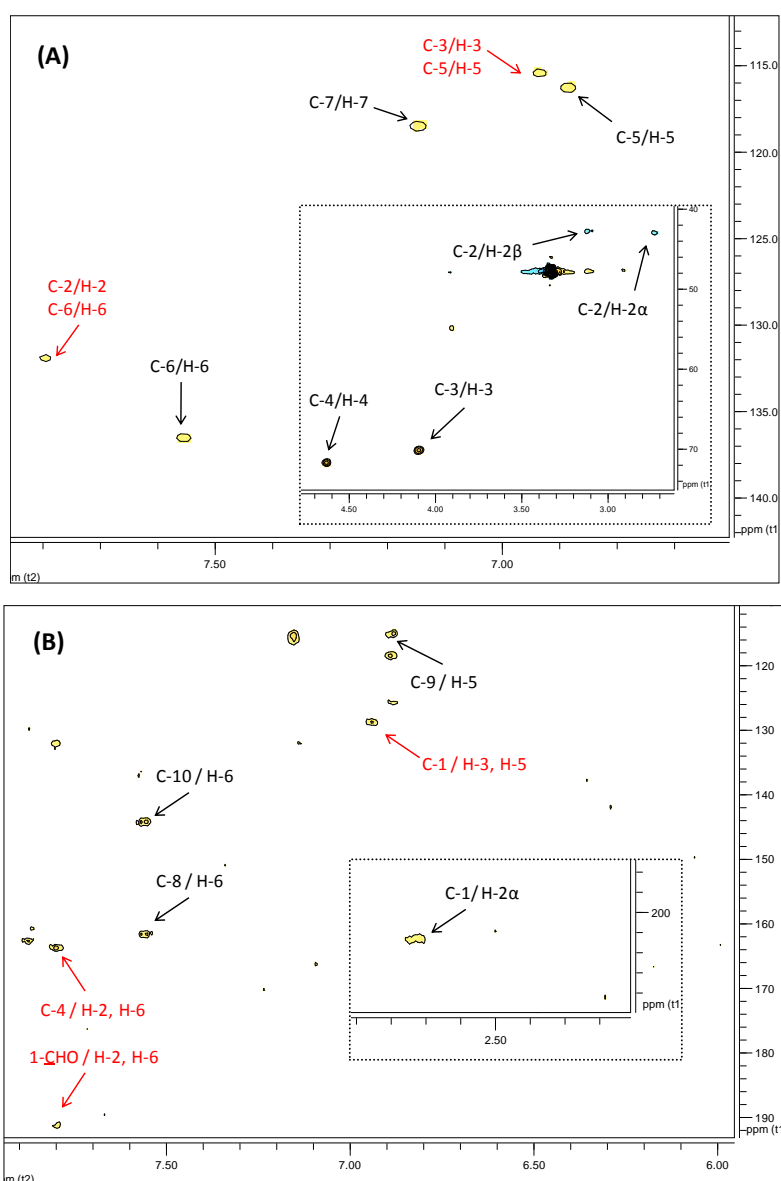 (A)
C-3/H-3
C-5/H-5
115.0
C-7/H-7
C-5/H-5
120.0
40
C-2/H-2β
125.0
C-2/H-2
C-6/H-6
50
C-2/H-2α
130.0
C-6/H-6
60
C-4/H-4
C-3/H-3
135.0
70
ppm (t1
4.50
4.00
3.50
3.00
140.0
ppm (t1
7.50
7.00
m (t2)
(B)
120
C-9 / H-5
130
C-1 / H-3, H-5
C-10 / H-6
140
150
C-8 / H-6
C-1/ H-2α
200
160
C-4 / H-2, H-6
170
ppm (t1
2.50
1-CHO / H-2, H-6
180
190
ppm (t1
7.50
7.00
6.50
6.00
m (t2)